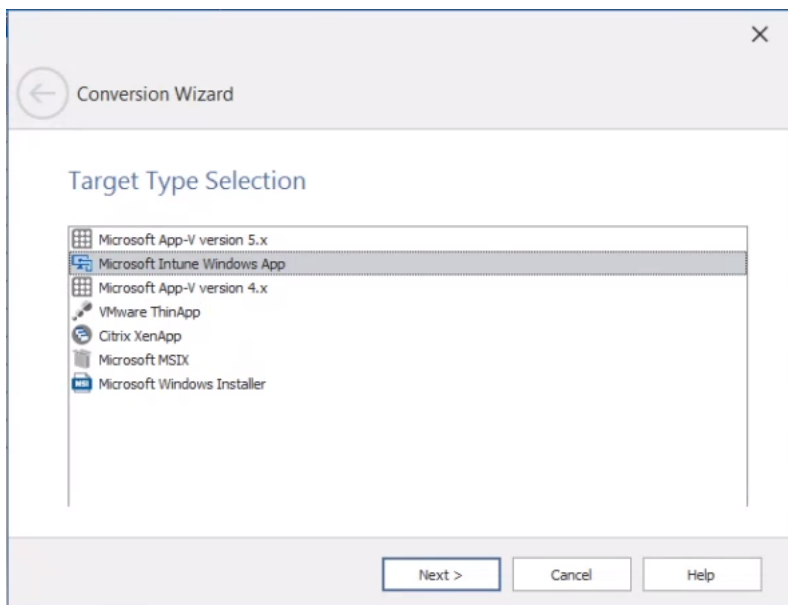 Conversion Wizard
Target Type Selection
Microsoft App-V version 5.x
Microsoft Intune Windows App
Microsoft App-V version 4.x
VMware ThinApp
Citrix XenApp
Microsoft MSIX
MSI Microsoft Windows Installer
Next >
Cancel
Help